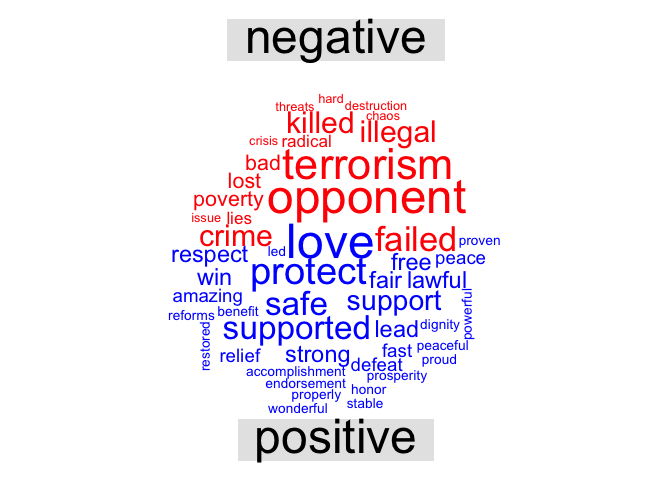 negative
hard
threats destruction
chaos
killed illegal
crisis radical
bad terrorism
lost
poverty opponent
issue lies
crime love failed proven
respect led free peace
win protect fair lawful
amazing safe support powerful
reforms benefit
restored supported lead dignity
relief strong fast peaceful
defeat proud
accomplishment
endorsement prosperity
properly honor
wonderful stable
positive